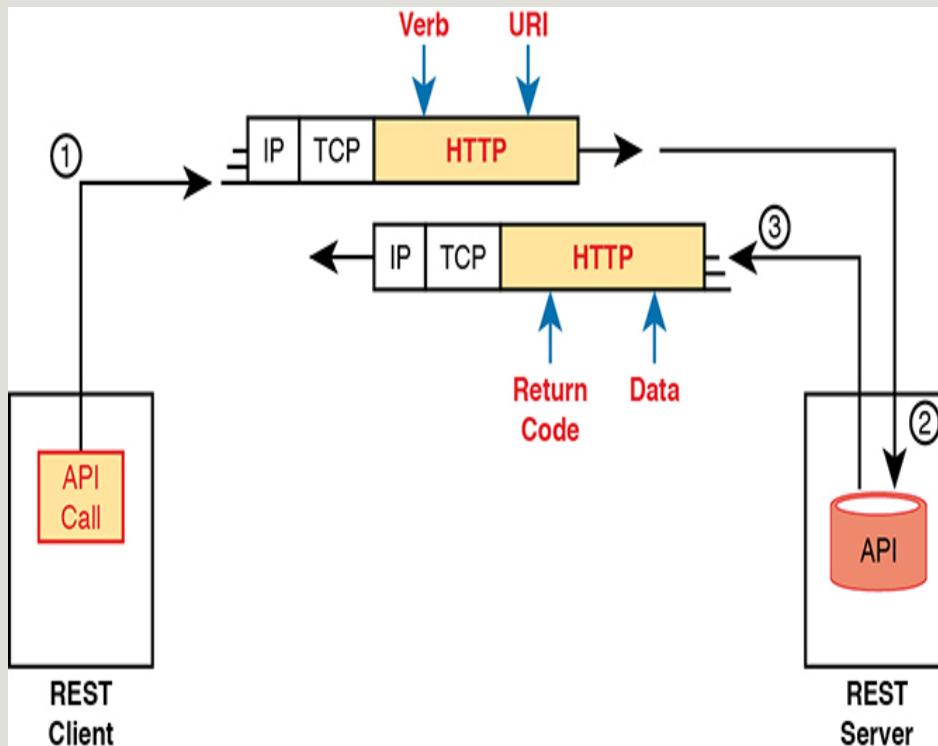 Verb URI
① IP TCP HTTP
IP TCP HTTP ③
Return
Code
Data
②
API
Call
API
REST
Client
REST
Server